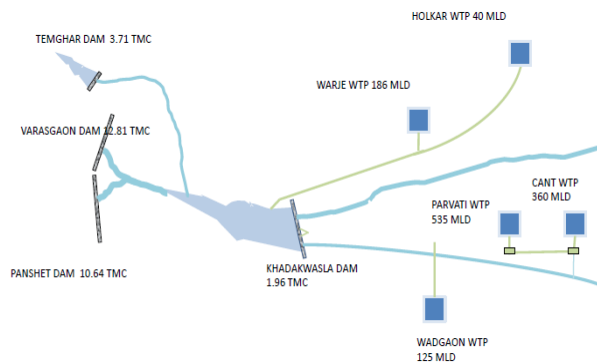 HOLKAR WTP 40 MLD
TEMGHAR DAM 3.71 TMC
WARJE WTP 186 MLD
VARASGAON DAM 12.81 TMC
CANT WTP
360 MLD
PARVATI WTP
535 MLD
PANSHET DAM 10.64 TMC
KHADAKWASLA DAM
1.96 TMC
WADGAON WTP
125 MLD